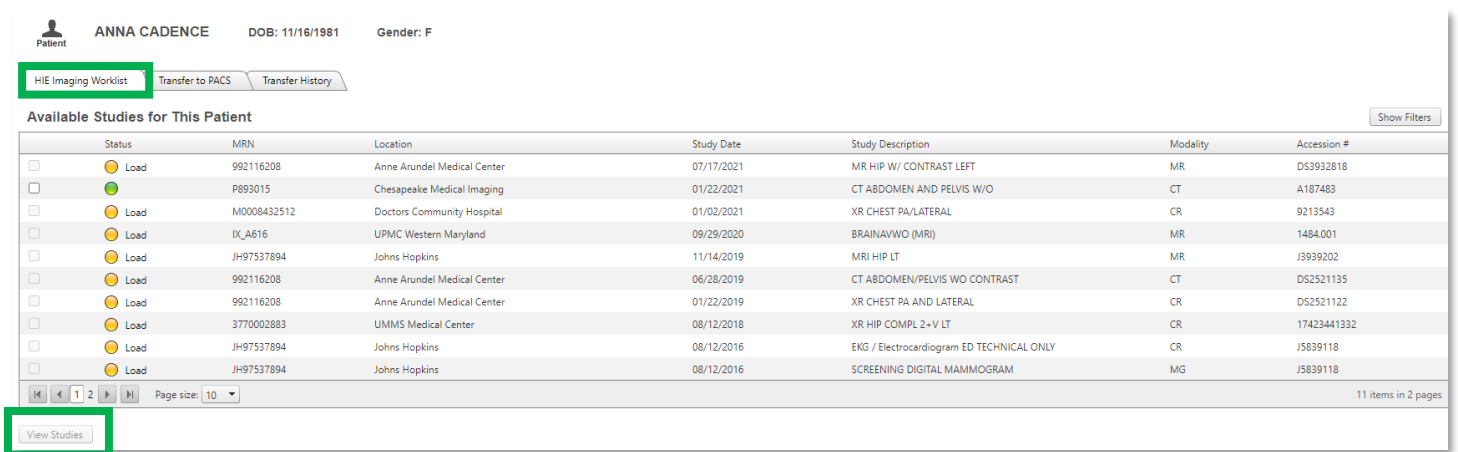 Patient ANNA CADENCE DOB: 11/16/1981 Gender: F
HIE Imaging Worklist Transfer to PACS Transfer History
Available Studies for This Patient Show Filters
Status MRN Location Study Date Study Description Modality Accession #
Load 992116208 Anne Arundel Medical Center 07/17/2021 MR HIP W/ CONTRAST LEFT MR DS3932818
P893015 Chesapeake Medical Imaging 01/22/2021 CT ABDOMEN AND PELVIS W/O CT A187483
Load M0008432512 Doctors Community Hospital 01/02/2021 XR CHEST PA/LATERAL CR 9213543
Load IX_A616 UPMC Western Maryland 09/29/2020 BRAINAVWO (MRI) MR 1484.001
Load JH97537894 Johns Hopkins 11/14/2019 MRI HIP LT MR J3939202
Load 992116208 Anne Arundel Medical Center 06/28/2019 CT ABDOMEN/PELVIS WO CONTRAST CT DS2521135
Load 992116208 Anne Arundel Medical Center 01/22/2019 XR CHEST PA AND LATERAL CR DS2521122
Load 3770002883 UMMS Medical Center 08/12/2018 XR HIP COMPL 2+V LT CR 17423441332
Load JH97537894 Johns Hopkins 08/12/2016 EKG / Electrocardiogram ED TECHNICAL ONLY CR J5839118
Load JH97537894 Johns Hopkins 08/12/2016 SCREENING DIGITAL MAMMOGRAM MG J5839118
1 2 Page size: 10 11 items in 2 pages
View Studies